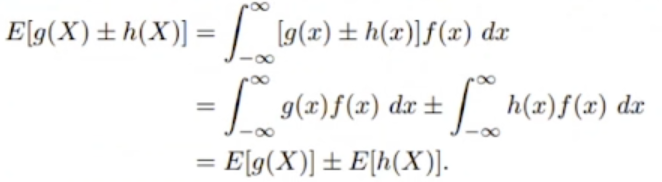 E[g(X) ± h(X)] = ∫_{-∞}^{∞} [g(x) ± h(x)]f(x) dx
= ∫_{-∞}^{∞} g(x)f(x) dx ± ∫_{-∞}^{∞} h(x)f(x) dx
= E[g(X)] ± E[h(X)].